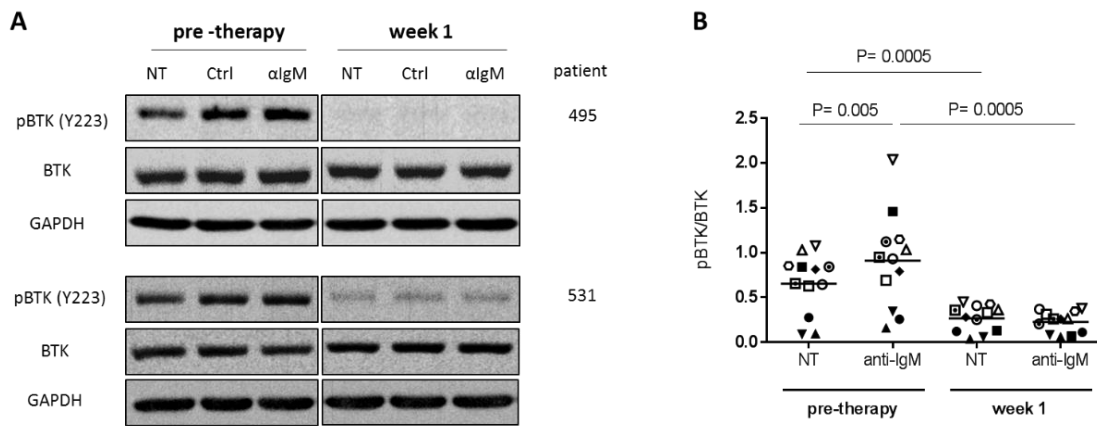 A
pre -therapy week 1
NT Ctrl αIgM NT Ctrl αIgM patient
pBTK (Y223) 495
BTK
GAPDH
pBTK (Y223) 531
BTK
GAPDH
B
P= 0.0005
P= 0.005 P= 0.0005
2.5
2.0
1.5
1.0
0.5
0.0
pBTK/BTK
NT anti-IgM NT anti-IgM
pre-therapy week 1